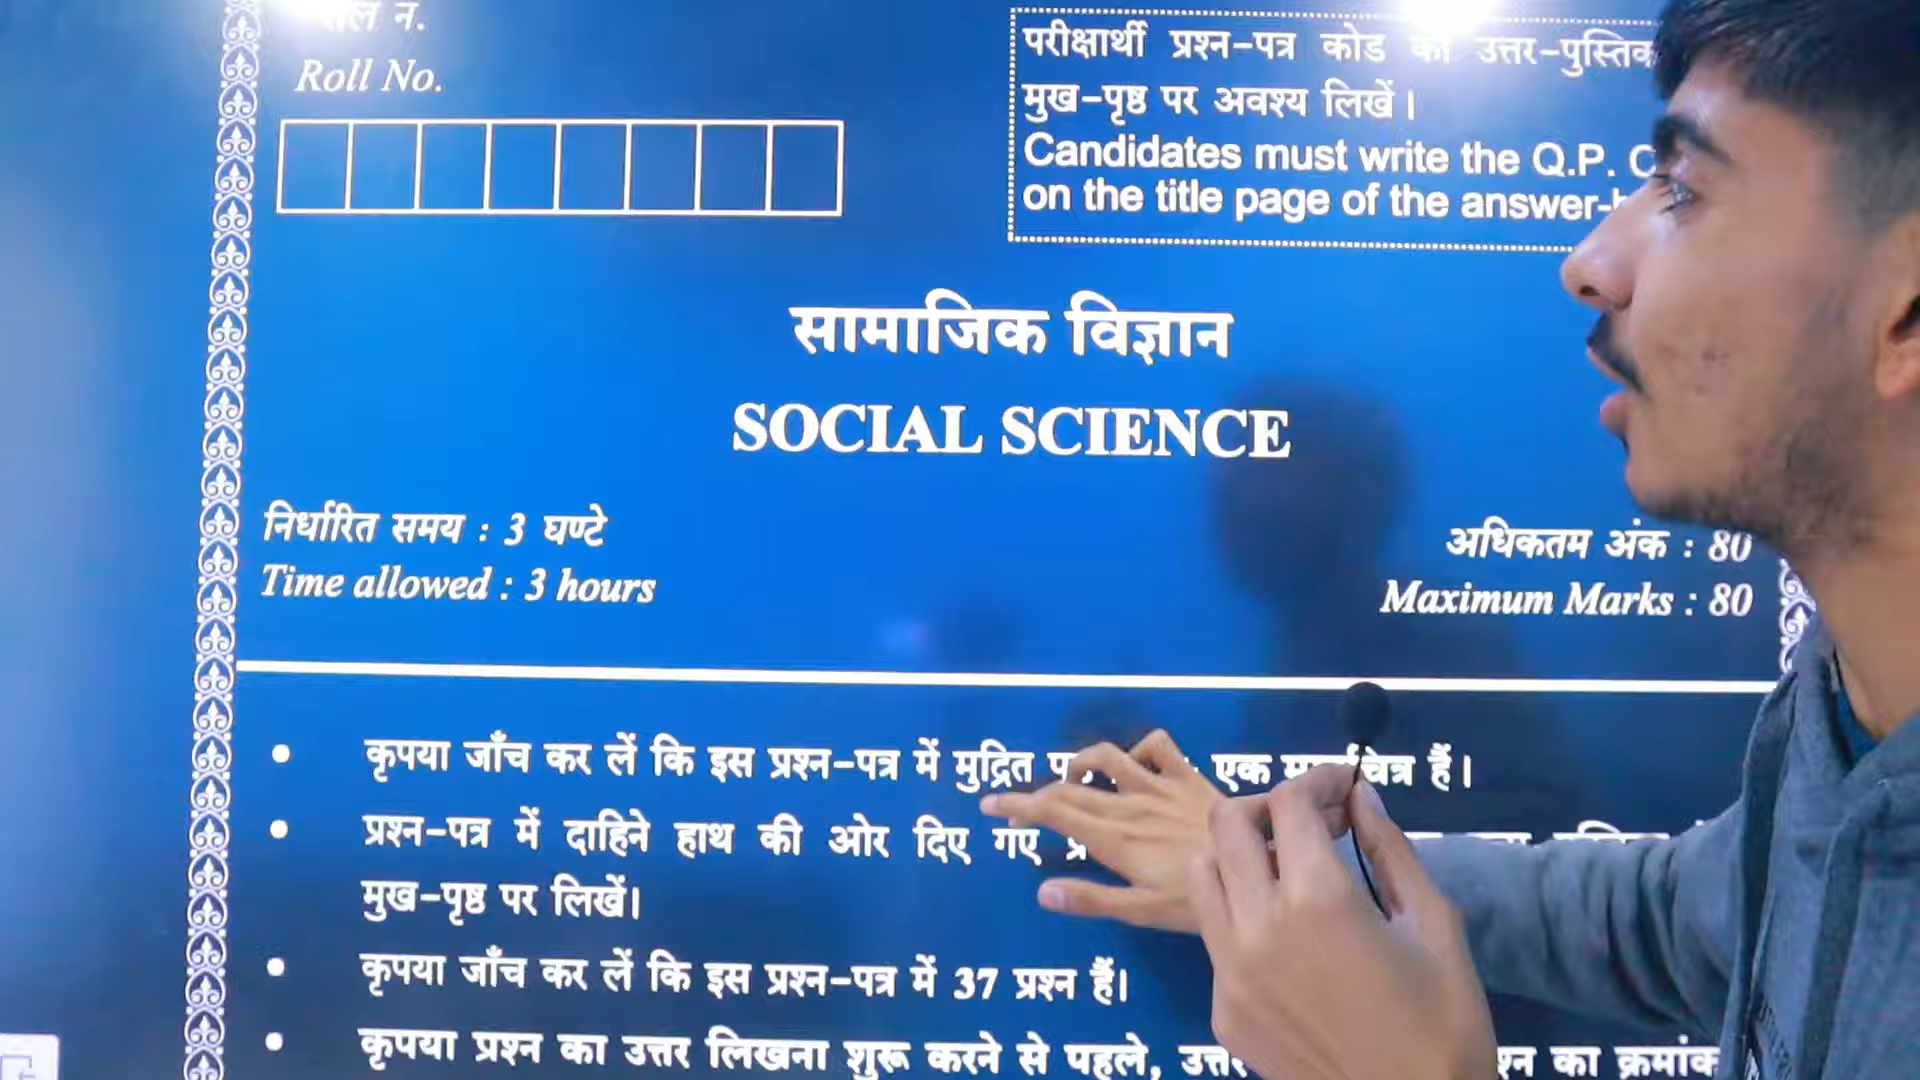 रोल न.
Roll No.
परीक्षार्थी प्रश्न-पत्र कोड को उत्तर-पुस्तिक
मुख-पृष्ठ पर अवश्य लिखें।
Candidates must write the Q.P. C
on the title page of the answer-b
सामाजिक विज्ञान
SOCIAL SCIENCE
निर्धारित समय : 3 घण्टे
Time allowed : 3 hours
अधिकतम अंक : 80
Maximum Marks : 80
• कृपया जाँच कर लें कि इस प्रश्न-पत्र में मुद्रित एक मानचित्र हैं।
• प्रश्न-पत्र में दाहिने हाथ की ओर दिए गए
मुख-पृष्ठ पर लिखें।
• कृपया जाँच कर लें कि इस प्रश्न-पत्र में 37 प्रश्न हैं।
• कृपया प्रश्न का उत्तर लिखना शुरू करने से पहले, का क्रमांक